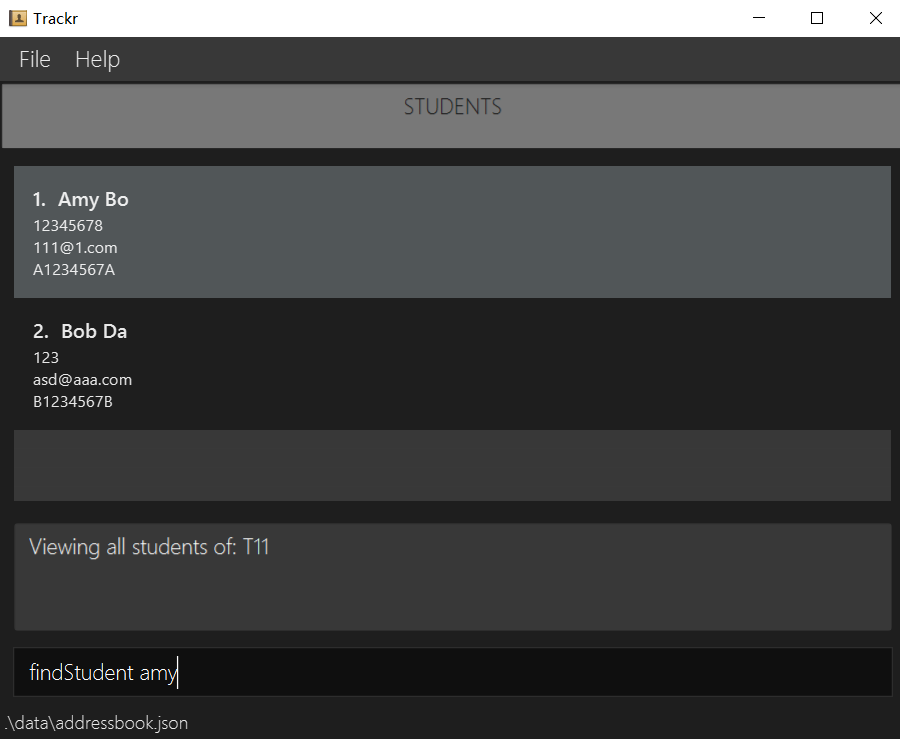 Trackr
File Help
STUDENTS
1. Amy Bo
12345678
111@1.com
A1234567A
2. Bob Da
123
asd@aaa.com
B1234567B
Viewing all students of: T11
findStudent amy
.\data\addressbook.json